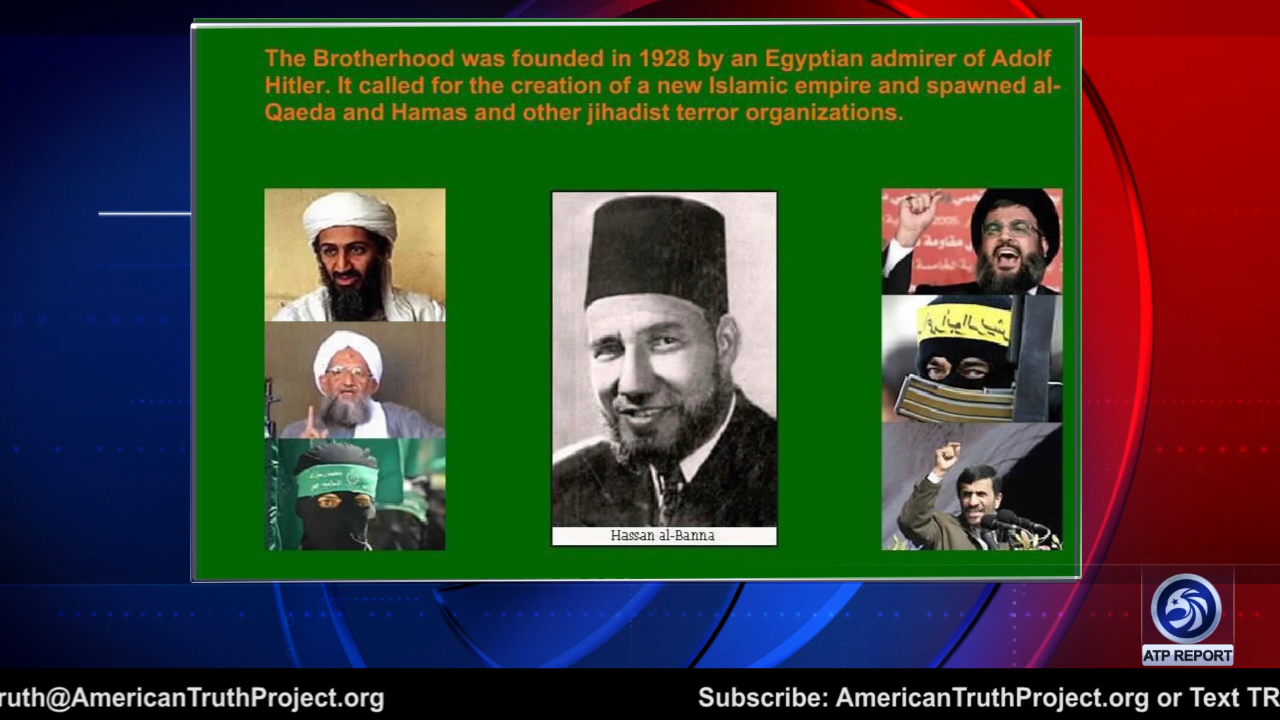 The Brotherhood was founded in 1928 by an Egyptian admirer of Adolf
Hitler. It called for the creation of a new Islamic empire and spawned al-
Qaeda and Hamas and other jihadist terror organizations.
Hassan al-Banna
ATP REPORT
ruth@AmericanTruthProject.org
Subscribe: AmericanTruthProject.org or Text TR